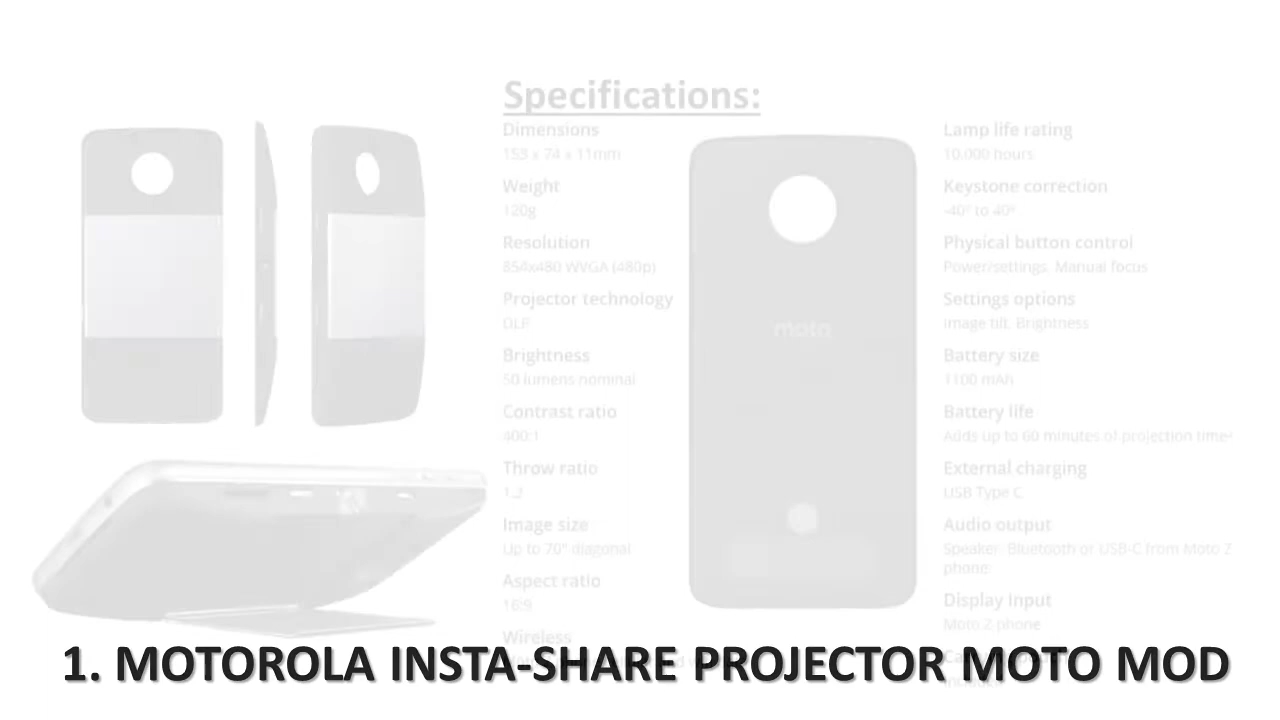 Specifications:
Dimensions
153 x 74 x 11mm
Weight
120g
Resolution
854x480 WVGA (480p)
Projector technology
DLP
Brightness
50 lumens nominal
Contrast ratio
400:1
Throw ratio
1.2
Image size
Up to 70" diagonal
Aspect ratio
16:9
Wireless
moto
Lamp life rating
10,000 hours
Keystone correction
-40° to 40°
Physical button control
Power/settings, Manual focus
Settings options
Image tilt, Brightness
Battery size
1100 mAh
Battery life
Adds up to 60 minutes of projection time
External charging
USB Type C
Audio output
Speaker, Bluetooth or USB-C from Moto Z
phone
Display Input
Moto Z phone
1. MOTOROLA INSTA-SHARE PROJECTOR MOTO MOD